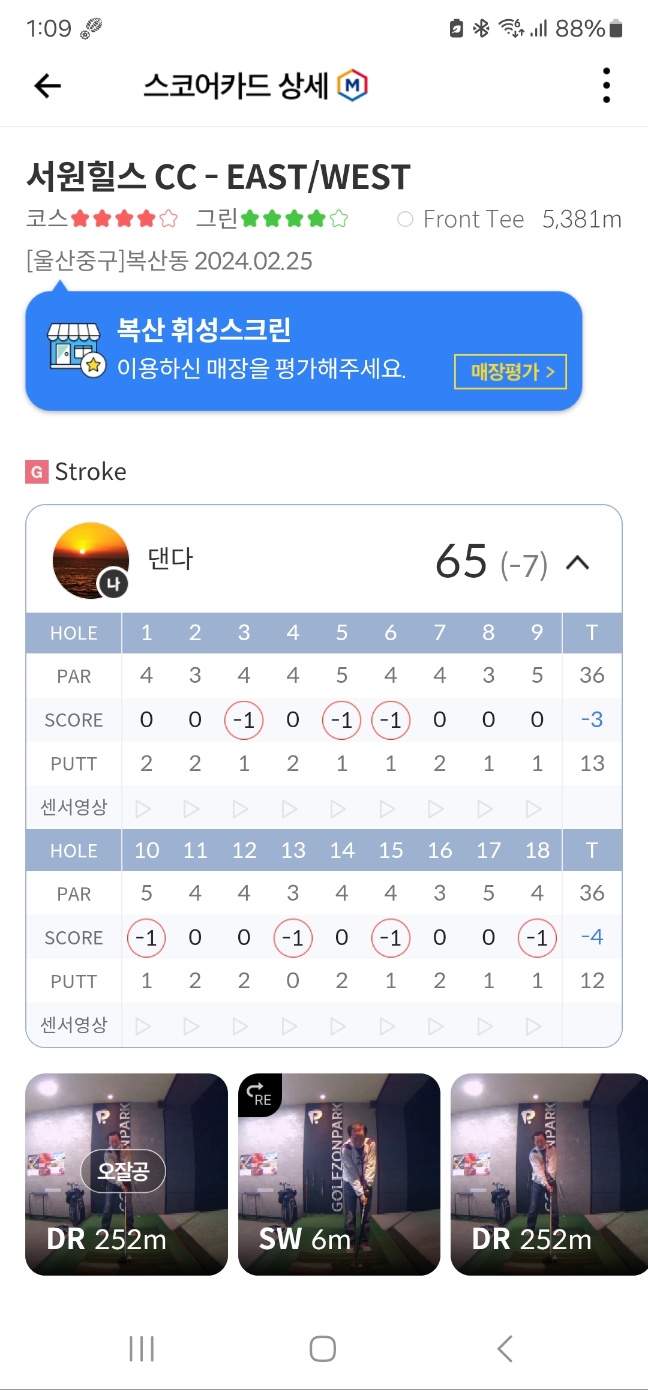 1:09 88%
스코어카드 상세 M
서원힐스 CC - EAST/WEST
코스 그린 Front Tee 5,381m
[울산중구]복산동 2024.02.25
복산 휘성스크린
이용하신 매장을 평가해주세요.
매장평가 >
G Stroke
나 댄다 65 (-7)
HOLE 1 2 3 4 5 6 7 8 9 T
PAR 4 3 4 4 5 4 4 3 5 36
SCORE 0 0 -1 0 -1 -1 0 0 0 -3
PUTT 2 2 1 2 1 1 2 1 1 13
센서영상
HOLE 10 11 12 13 14 15 16 17 18 T
PAR 5 4 4 3 4 4 3 5 4 36
SCORE -1 0 0 -1 0 -1 0 0 -1 -4
PUTT 1 2 2 0 2 1 2 1 1 12
센서영상
RE
GOLFZONPARK
오잘공
DR 252m SW 6m DR 252m